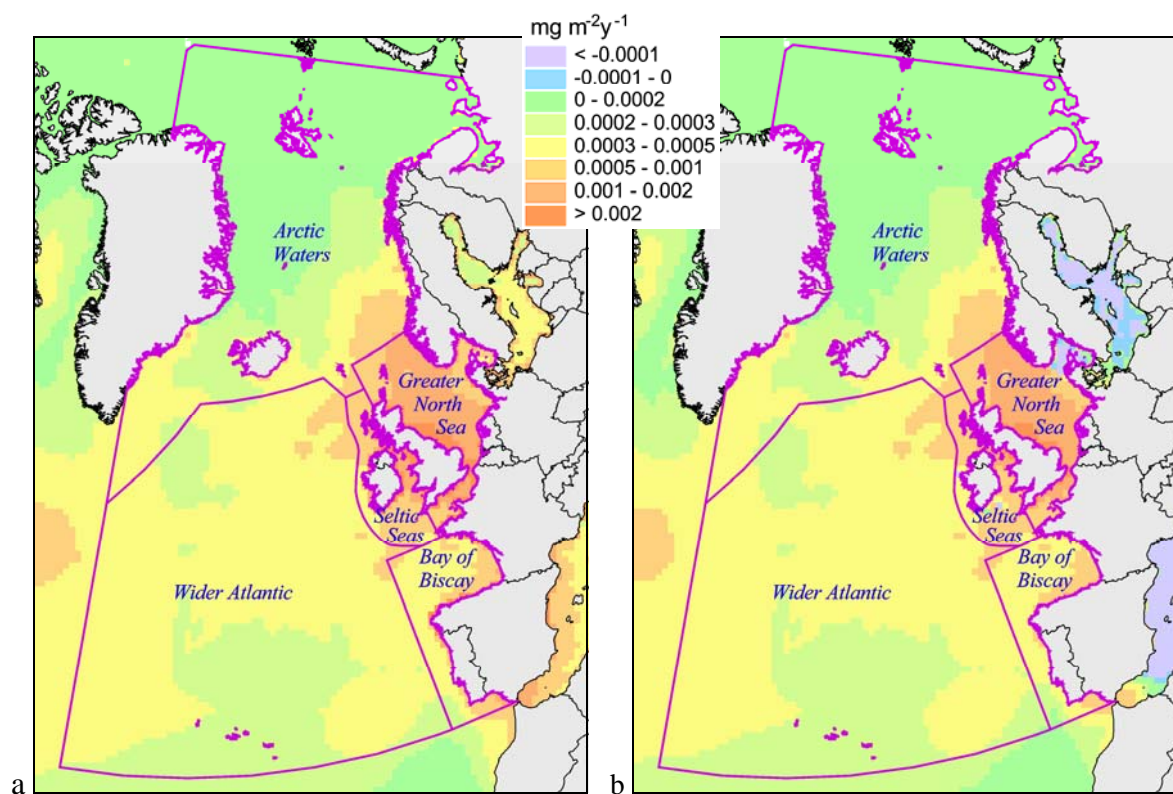 mg m-2y-1
< -0.0001
-0.0001 - 0
0 - 0.0002
0.0002 - 0.0003
0.0003 - 0.0005
0.0005 - 0.001
0.001 - 0.002
> 0.002
Arctic
Waters
Greater
North
Sea
Seltic
Seas
Bay of
Biscay
Wider Atlantic
a
Arctic
Waters
Greater
North
Sea
Seltic
Seas
Bay of
Biscay
Wider Atlantic
b